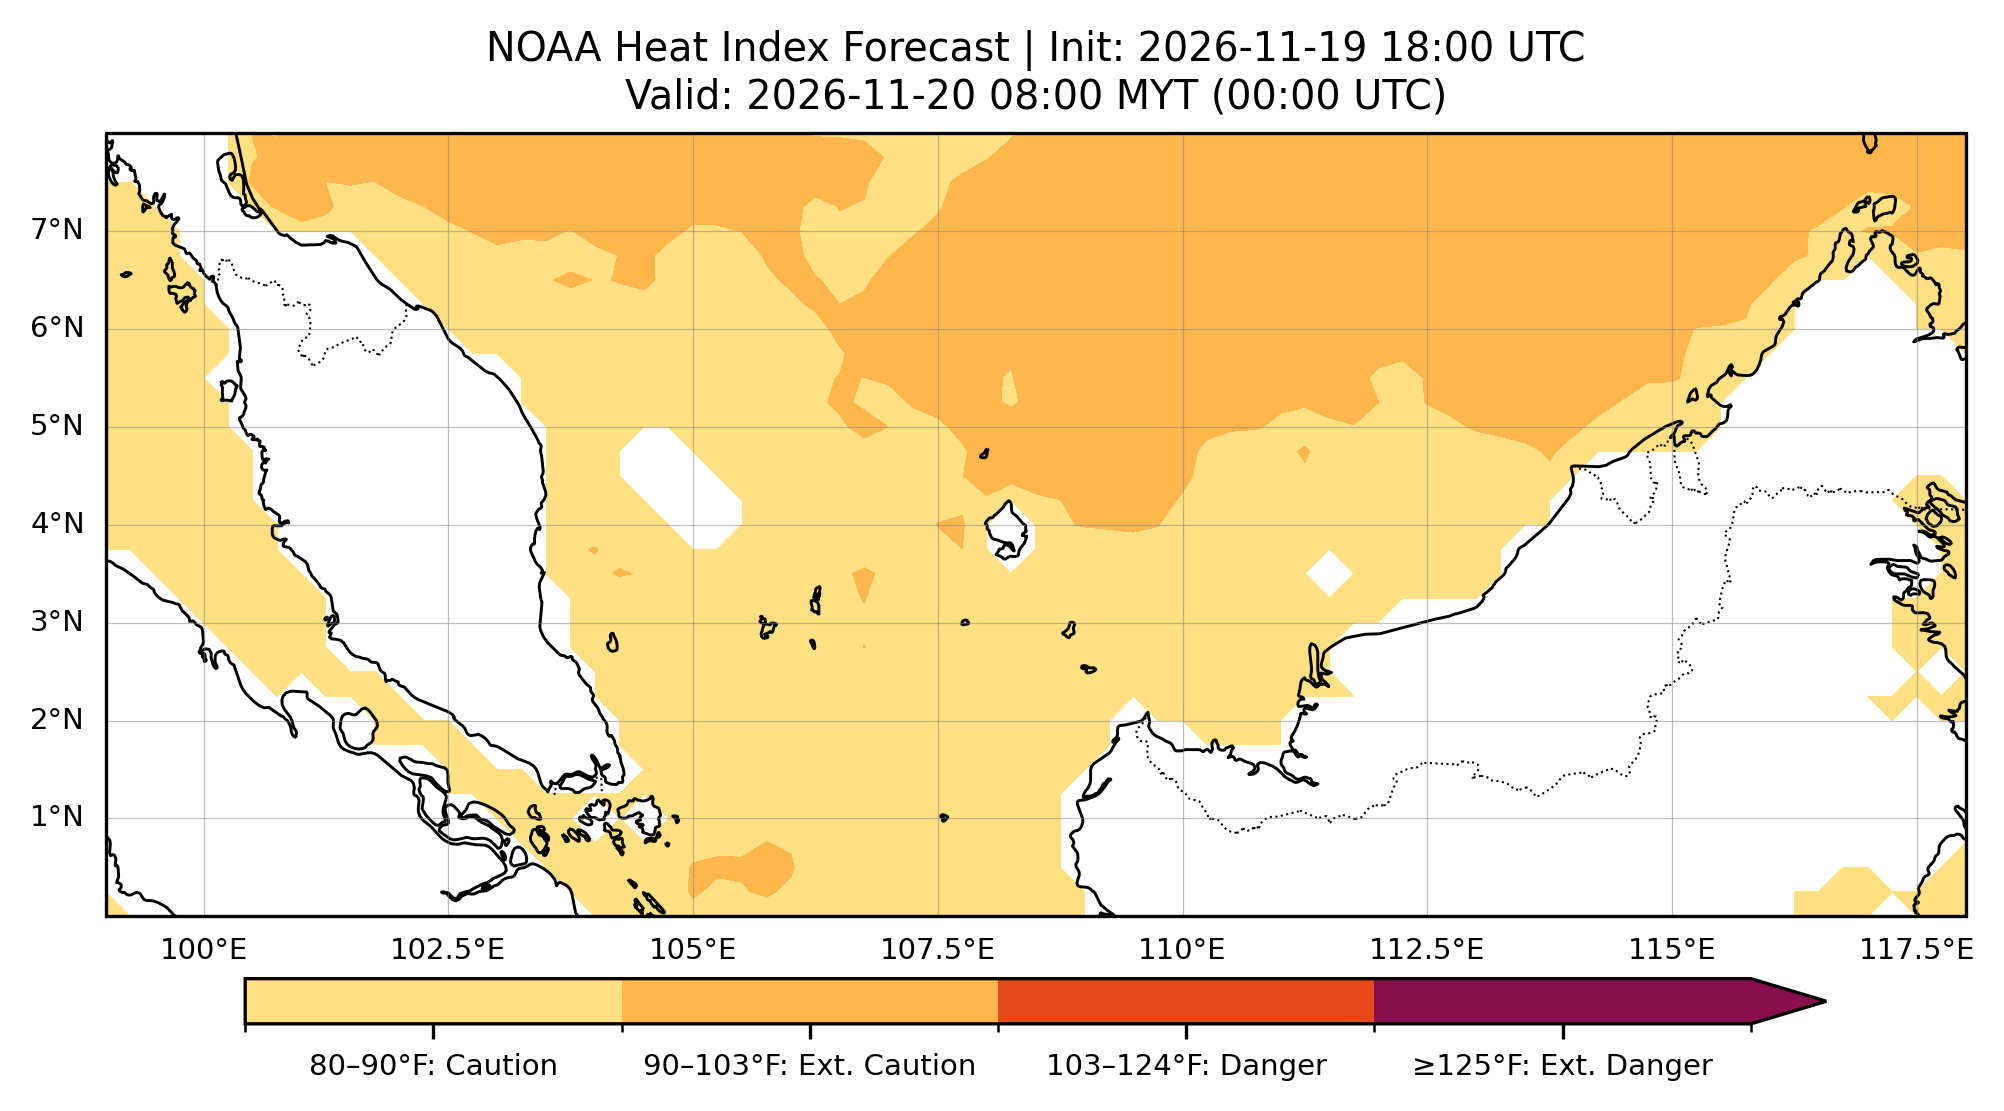 NOAA Heat Index Forecast | Init: 2026-11-19 18:00 UTC
Valid: 2026-11-20 08:00 MYT (00:00 UTC)
7°N
6°N
5°N
4°N
3°N
2°N
1°N
100°E 102.5°E 105°E 107.5°E 110°E 112.5°E 115°E 117.5°E
80–90°F: Caution 90–103°F: Ext. Caution 103–124°F: Danger ≥125°F: Ext. Danger